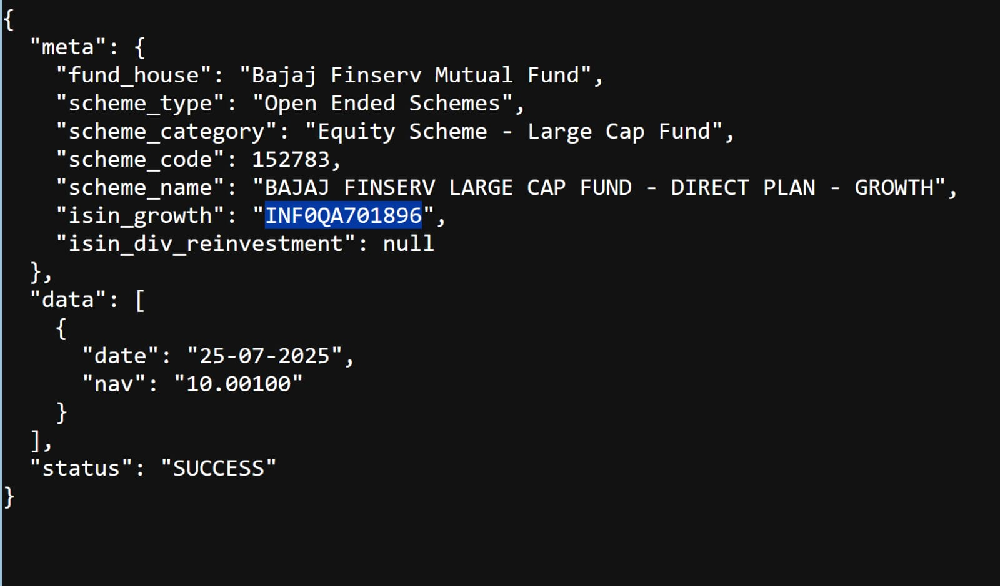 {
  "meta": {
    "fund_house": "Bajaj Finserv Mutual Fund",
    "scheme_type": "Open Ended Schemes",
    "scheme_category": "Equity Scheme - Large Cap Fund",
    "scheme_code": 152783,
    "scheme_name": "BAJAJ FINSERV LARGE CAP FUND - DIRECT PLAN - GROWTH",
    "isin_growth": "INF0QA701896",
    "isin_div_reinvestment": null
  },
  "data": [
    {
      "date": "25-07-2025",
      "nav": "10.00100"
    }
  ],
  "status": "SUCCESS"
}